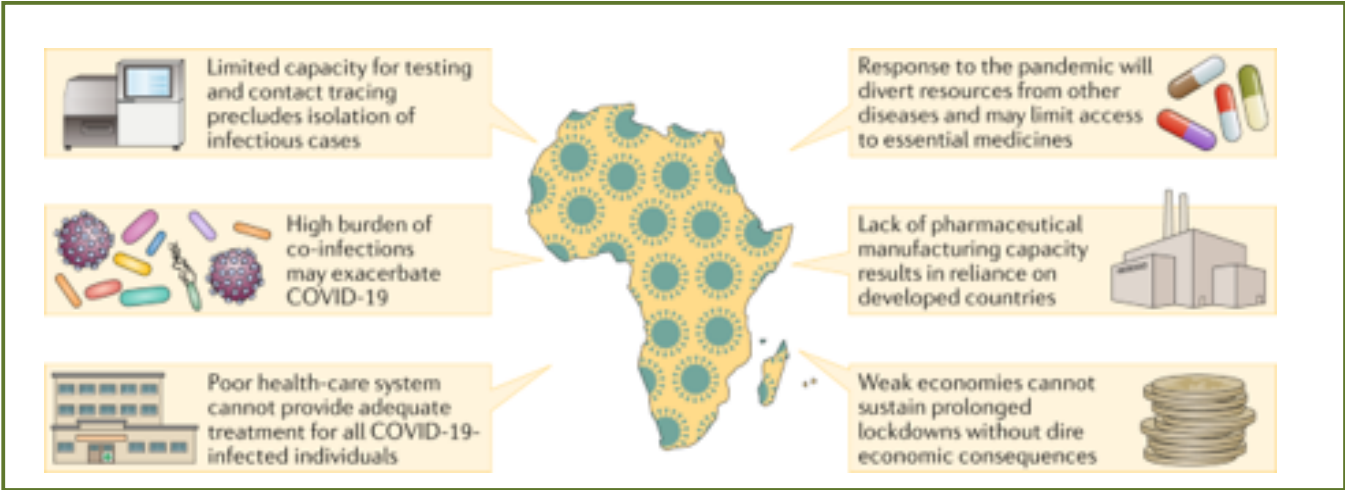 Limited capacity for testing
and contact tracing
precludes isolation of
infectious cases
High burden of
co-infections
may exacerbate
COVID-19
Poor health-care system
cannot provide adequate
treatment for all COVID-19-
infected individuals
Response to the pandemic will
divert resources from other
diseases and may limit access
to essential medicines
Lack of pharmaceutical
manufacturing capacity
results in reliance on
developed countries
Weak economies cannot
sustain prolonged
lockdowns without dire
economic consequences